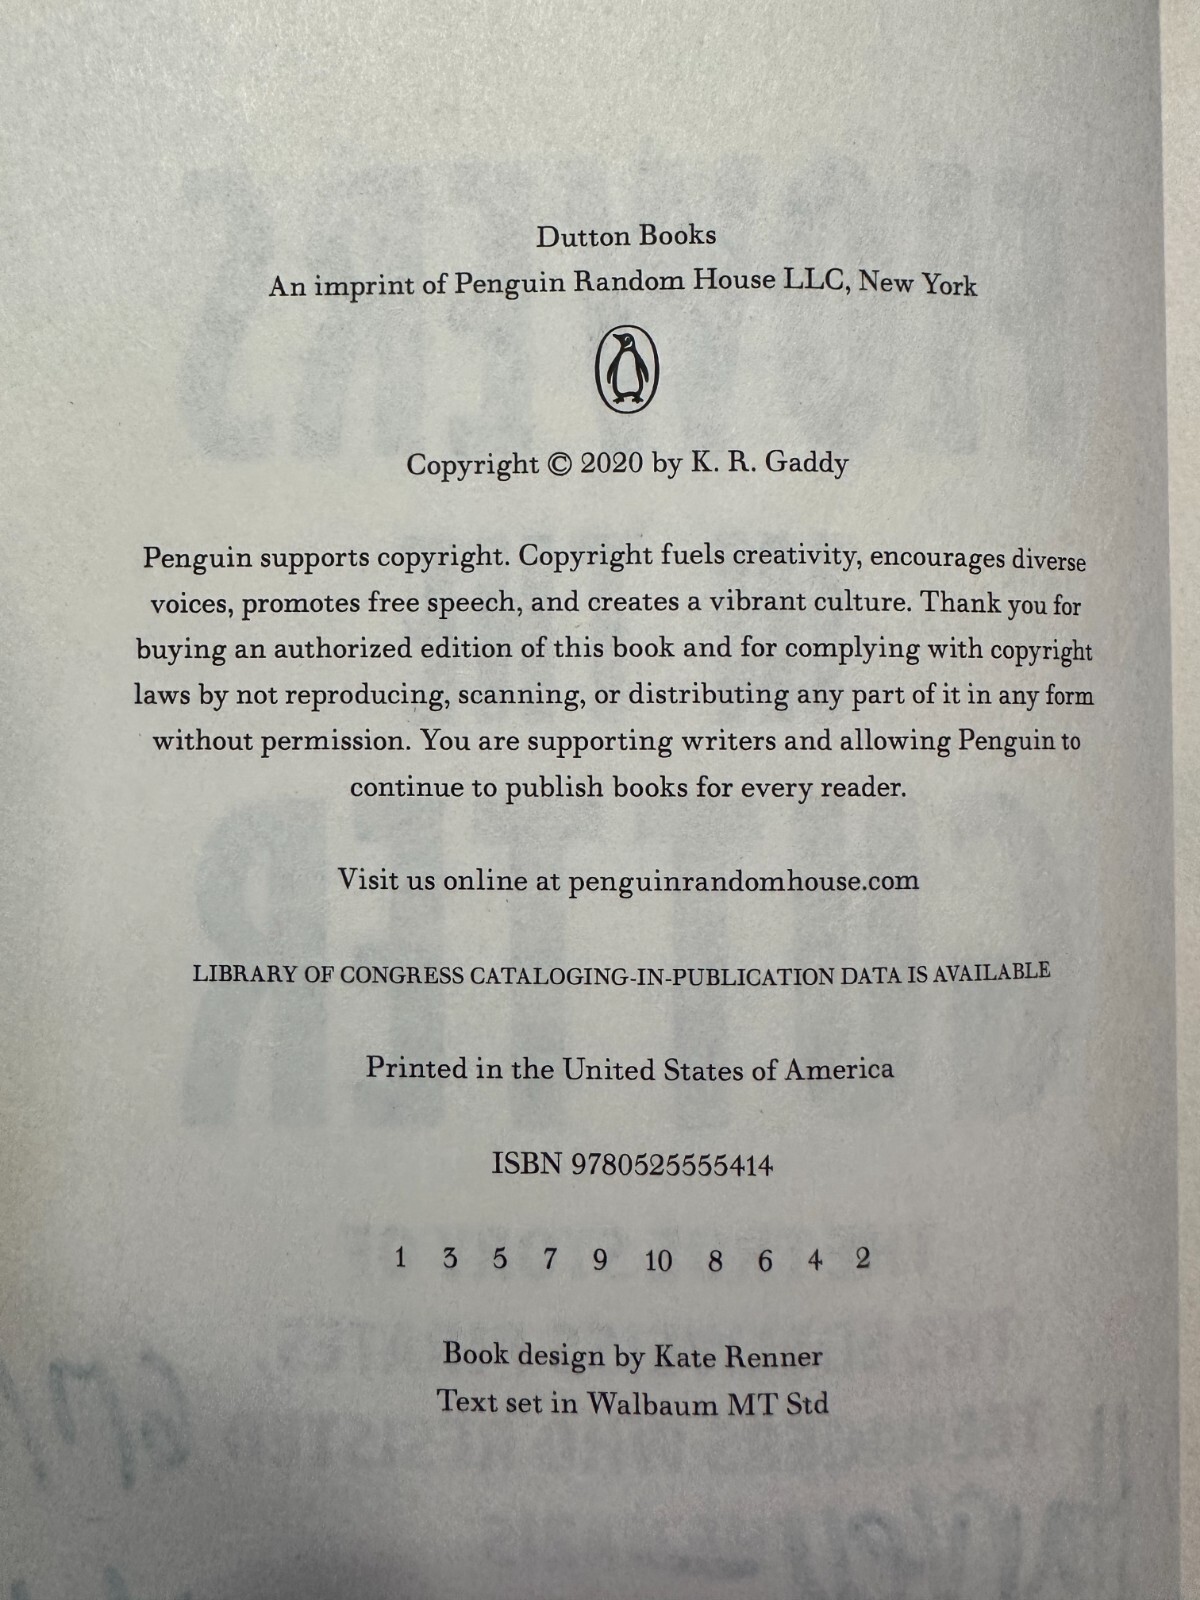 Dutton Books
An imprint of Penguin Random House LLC, New York
Copyright © 2020 by K. R. Gaddy
Penguin supports copyright. Copyright fuels creativity, encourages diverse
voices, promotes free speech, and creates a vibrant culture. Thank you for
buying an authorized edition of this book and for complying with copyright
laws by not reproducing, scanning, or distributing any part of it in any form
without permission. You are supporting writers and allowing Penguin to
continue to publish books for every reader.
Visit us online at penguinrandomhouse.com
LIBRARY OF CONGRESS CATALOGING-IN-PUBLICATION DATA IS AVAILABLE
Printed in the United States of America
ISBN 9780525555414
1 3 5 7 9 10 8 6 4 2
Book design by Kate Renner
Text set in Walbaum MT Std